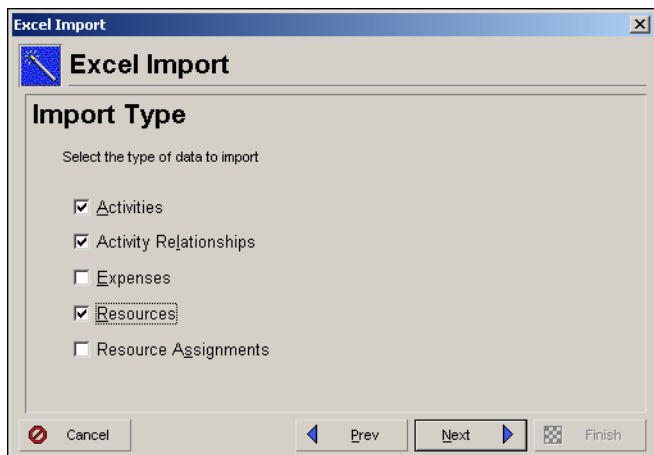 Excel Import
Excel Import
Import Type
Select the type of data to import
Activities
Activity Relationships
Expenses
Resources
Resource Assignments
Cancel Prev Next Finish